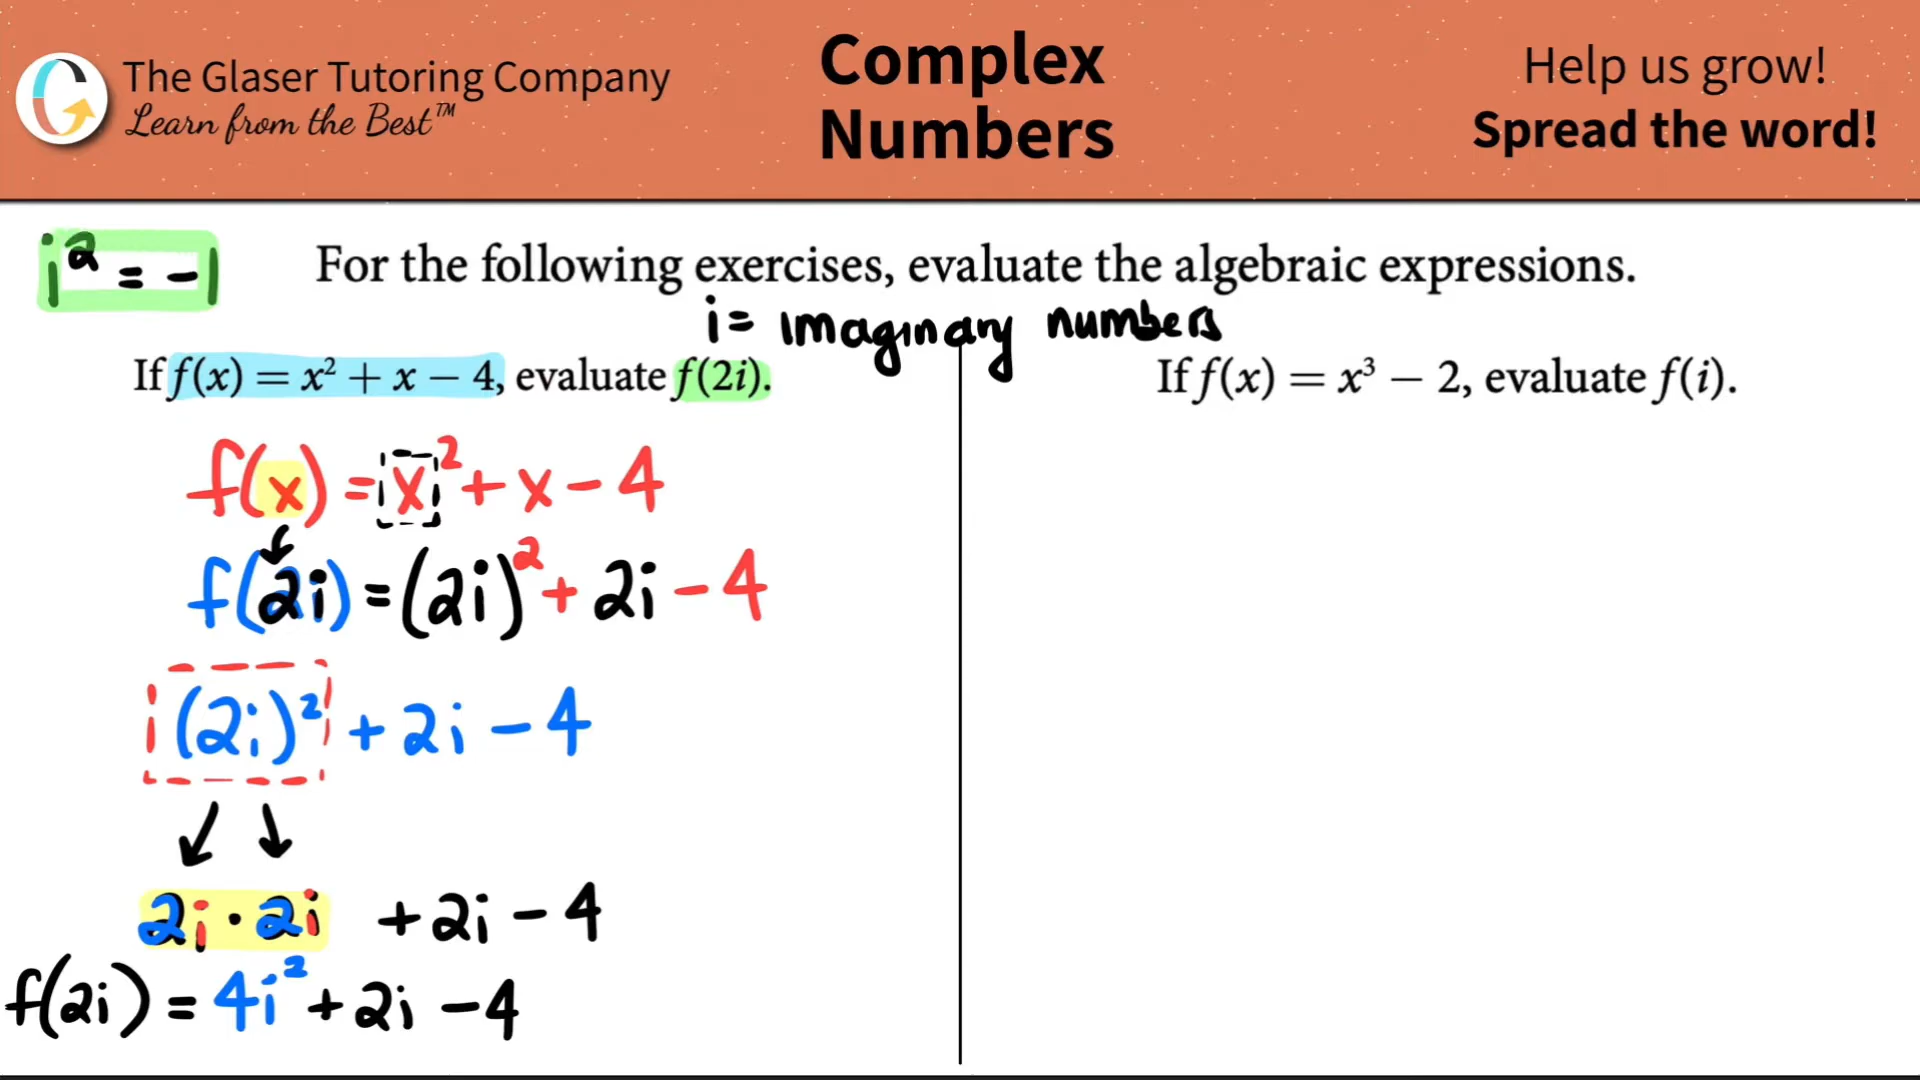 The Glaser Tutoring Company
Learn from the Best™
Complex
Numbers
Help us grow!
Spread the word!
i² = -1
For the following exercises, evaluate the algebraic expressions.
i = imaginary numbers
If f(x) = x² + x − 4, evaluate f(2i).
f(x) = x² + x - 4
f(2i) = (2i)² + 2i - 4
(2i)² + 2i - 4
2i · 2i + 2i - 4
f(2i) = 4i² + 2i - 4
If f(x) = x³ − 2, evaluate f(i).